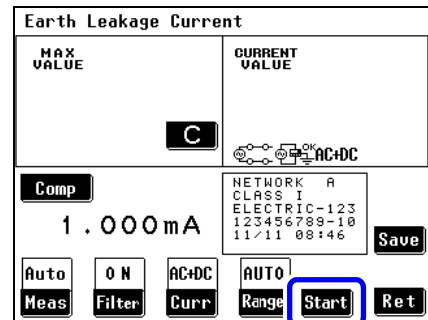 Earth Leakage Current
MAX
VALUE
CURRENT
VALUE
C
OK
AC+DC
Comp
1.000mA
NETWORK A
CLASS I
ELECTRIC-123
123456789-10
11/11 08:46
Save
Auto ON AC+DC AUTO
Meas Filter Curr Range Start Ret